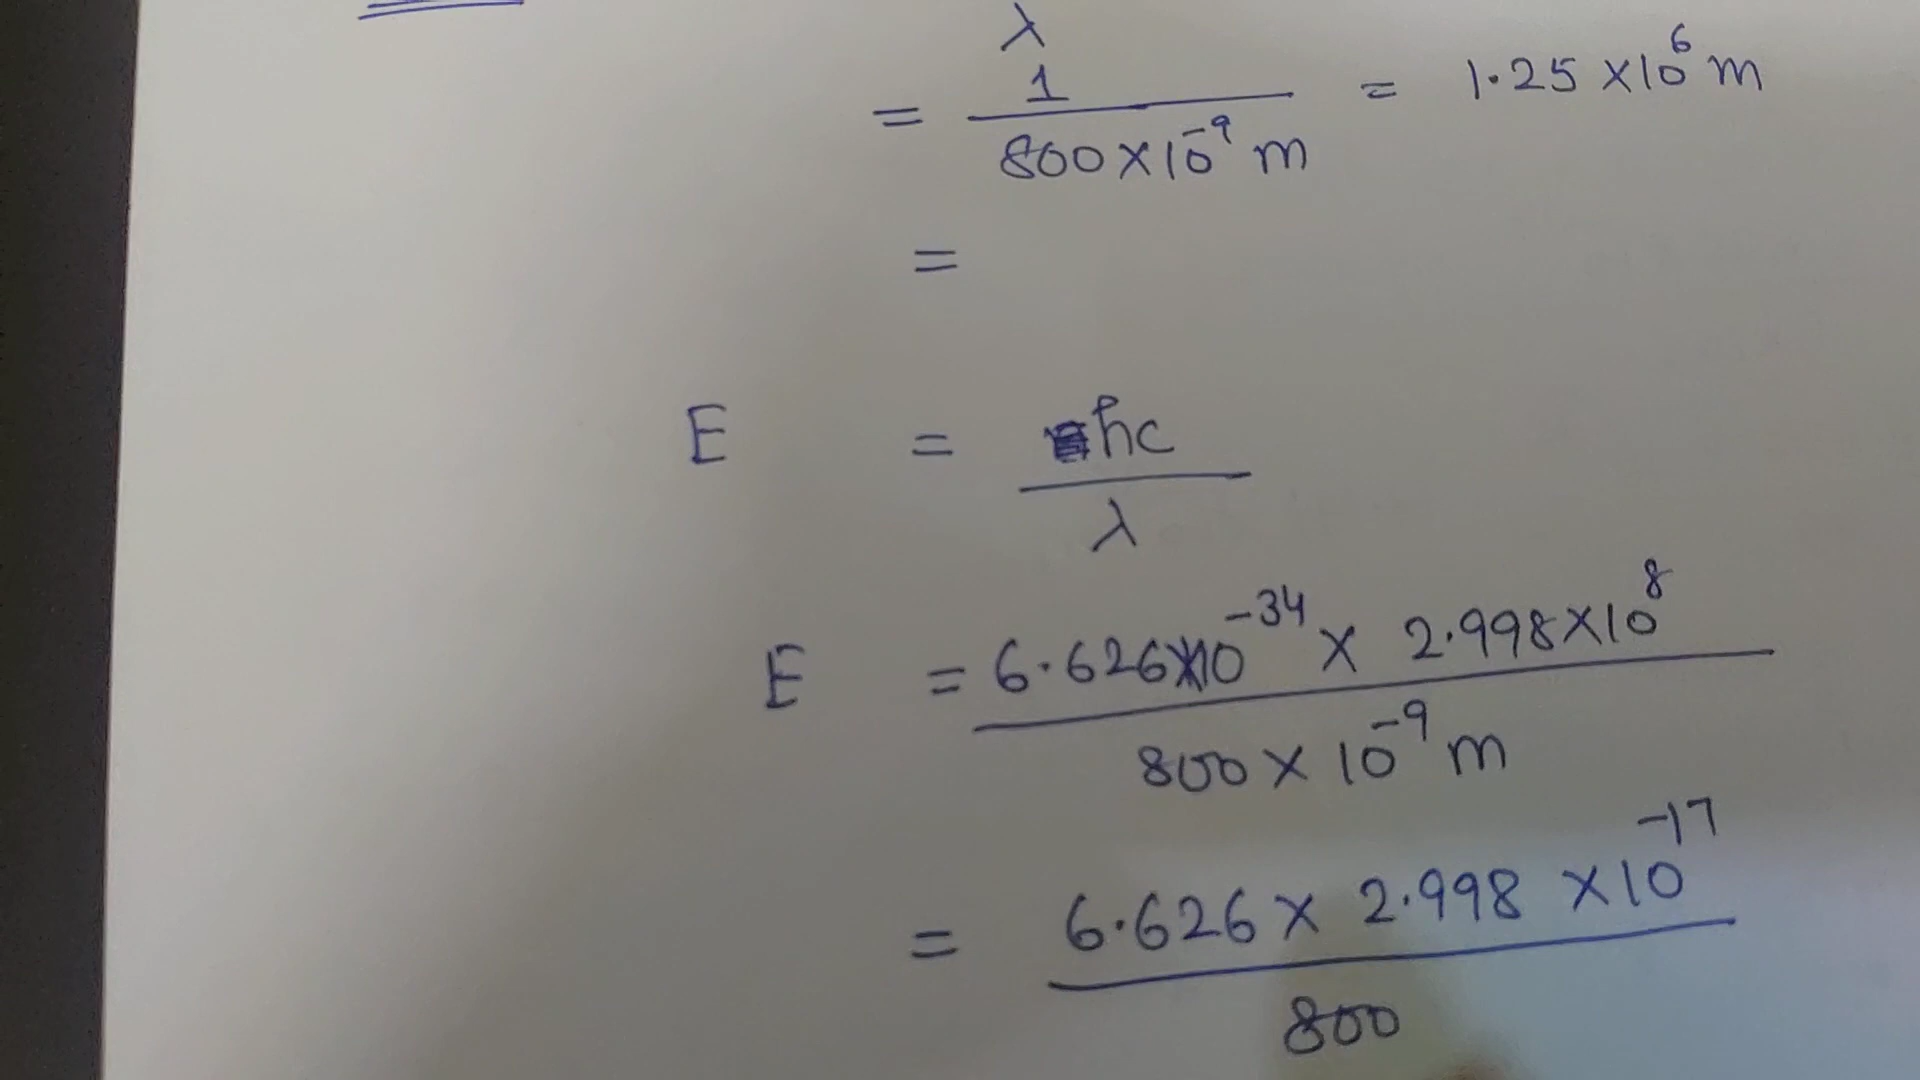 λ
= 1 / 800×10⁻⁹ m = 1.25 ×10⁶ m
=
E = hc / λ
E = 6.626×10⁻³⁴ × 2.998×10⁸ / 800 × 10⁻⁹ m
= 6.626 × 2.998 ×10⁻¹⁷ / 800